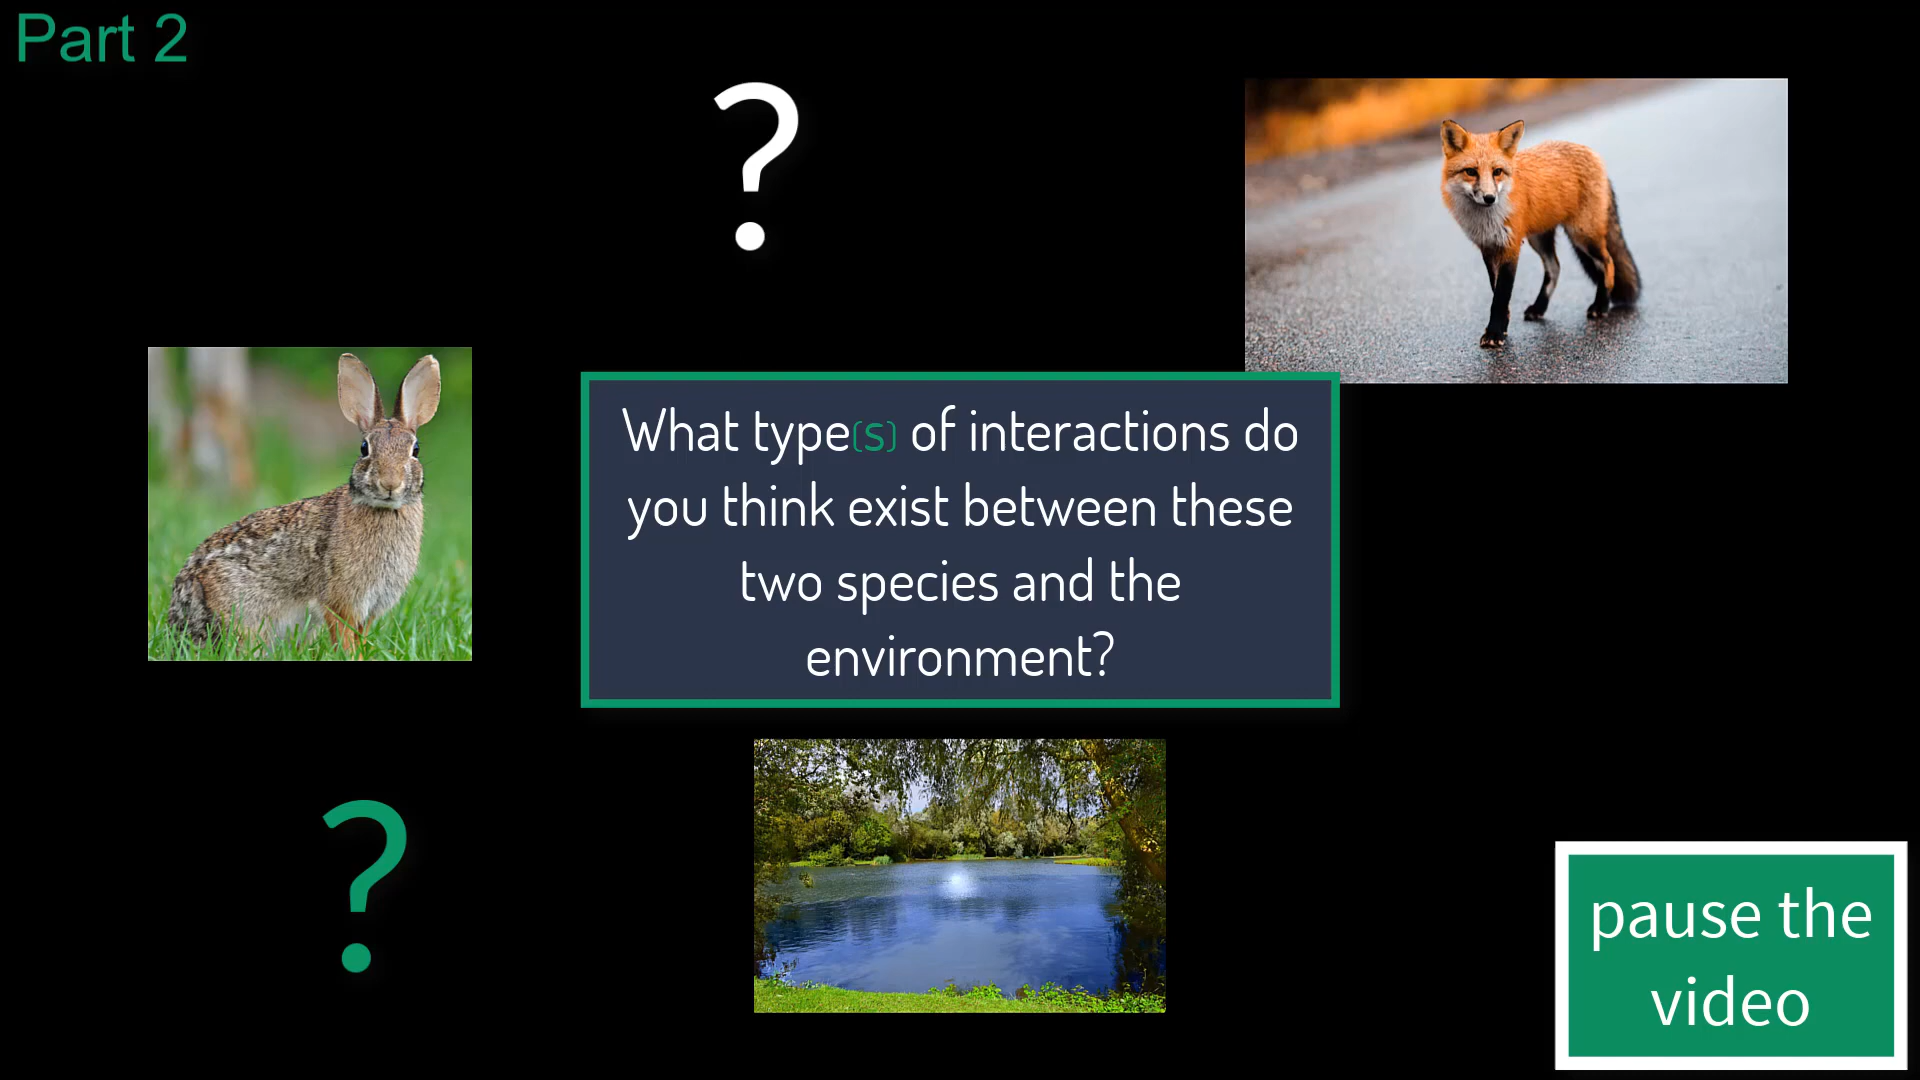 Part 2
?
What type(s) of interactions do
you think exist between these
two species and the
environment?
?
pause the
video